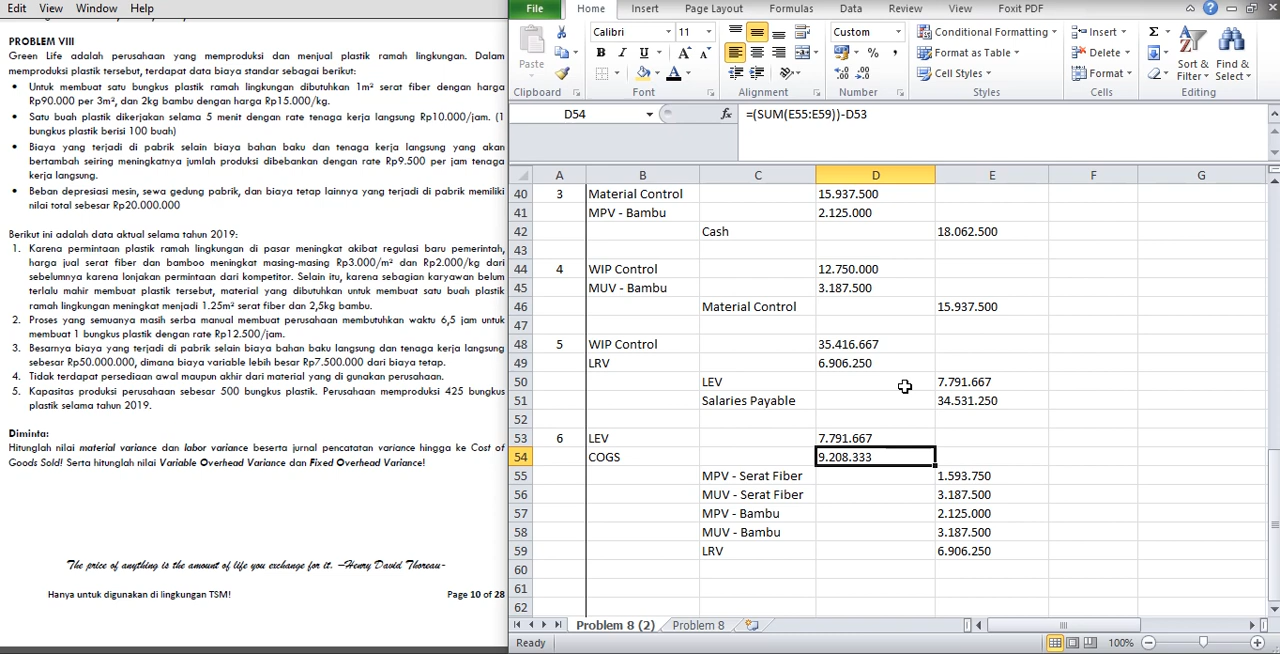 Edit View Window Help
PROBLEM VIII
Green Life adalah perusahaan yang memproduksi dan menjual plastik ramah lingkungan. Dalam
memproduksi plastik tersebut, terdapat data biaya standar sebagai berikut:
• Untuk membuat satu bungkus plastik ramah lingkungan dibutuhkan 1m² serat fiber dengan harga
Rp90.000 per 3m², dan 2kg bambu dengan harga Rp15.000/kg.
• Satu buah plastik dikerjakan selama 5 menit dengan rate tenaga kerja langsung Rp10.000/jam. (1
bungkus plastik berisi 100 buah)
• Biaya yang terjadi di pabrik selain biaya bahan baku dan tenaga kerja langsung yang akan
bertambah seiring meningkatnya jumlah produksi dibebankan dengan rate Rp9.500 per jam tenaga
kerja langsung.
• Beban depresiasi mesin, sewa gedung pabrik, dan biaya tetap lainnya yang terjadi di pabrik memiliki
nilai total sebesar Rp20.000.000
Berikut ini adalah data aktual selama tahun 2019:
1. Karena permintaan plastik ramah lingkungan di pasar meningkat akibat regulasi baru pemerintah,
harga jual serat fiber dan bamboo meningkat masing-masing Rp3.000/m² dan Rp2.000/kg dari
sebelumnya karena lonjakan permintaan dari kompetitor. Selain itu, karena sebagian karyawan belum
terlalu mahir membuat plastik tersebut, material yang dibutuhkan untuk membuat satu buah plastik
ramah lingkungan meningkat menjadi 1.25m² serat fiber dan 2,5kg bambu.
2. Proses yang semuanya masih serba manual membuat perusahaan membutuhkan waktu 6,5 jam untuk
membuat 1 bungkus plastik dengan rate Rp12.500/jam.
3. Besarnya biaya yang terjadi di pabrik selain biaya bahan baku langsung dan tenaga kerja langsung
sebesar Rp50.000.000, dimana biaya variable lebih besar Rp7.500.000 dari biaya tetap.
4. Tidak terdapat persediaan awal maupun akhir dari material yang di gunakan perusahaan.
5. Kapasitas produksi perusahaan sebesar 500 bungkus plastik. Perusahaan memproduksi 425 bungkus
plastik selama tahun 2019.
Diminta:
Hitunglah nilai material variance dan labor variance beserta jurnal pencatatan variance hingga ke Cost of
Goods Sold! Serta hitunglah nilai Variable Overhead Variance dan Fixed Overhead Variance!
The price of anything is the amount of life you exchange for it. –Henry David Thoreau-
Hanya untuk digunakan di lingkungan TSM! Page 10 of 28
File Home Insert Page Layout Formulas Data Review View Foxit PDF
Paste Calibri 11 Custom Conditional Formatting Insert
Format as Table Delete
Cell Styles Format Sort & Filter Find & Select
Clipboard Font Alignment Number Styles Cells Editing
D54 fx =(SUM(E55:E59))-D53
A B C D E F G
40 3 Material Control 15.937.500
41 MPV - Bambu 2.125.000
42 Cash 18.062.500
43
44 4 WIP Control 12.750.000
45 MUV - Bambu 3.187.500
46 Material Control 15.937.500
47
48 5 WIP Control 35.416.667
49 LRV 6.906.250
50 LEV 7.791.667
51 Salaries Payable 34.531.250
52
53 6 LEV 7.791.667
54 COGS 9.208.333
55 MPV - Serat Fiber 1.593.750
56 MUV - Serat Fiber 3.187.500
57 MPV - Bambu 2.125.000
58 MUV - Bambu 3.187.500
59 LRV 6.906.250
60
61
62
Problem 8 (2) Problem 8
Ready 100%